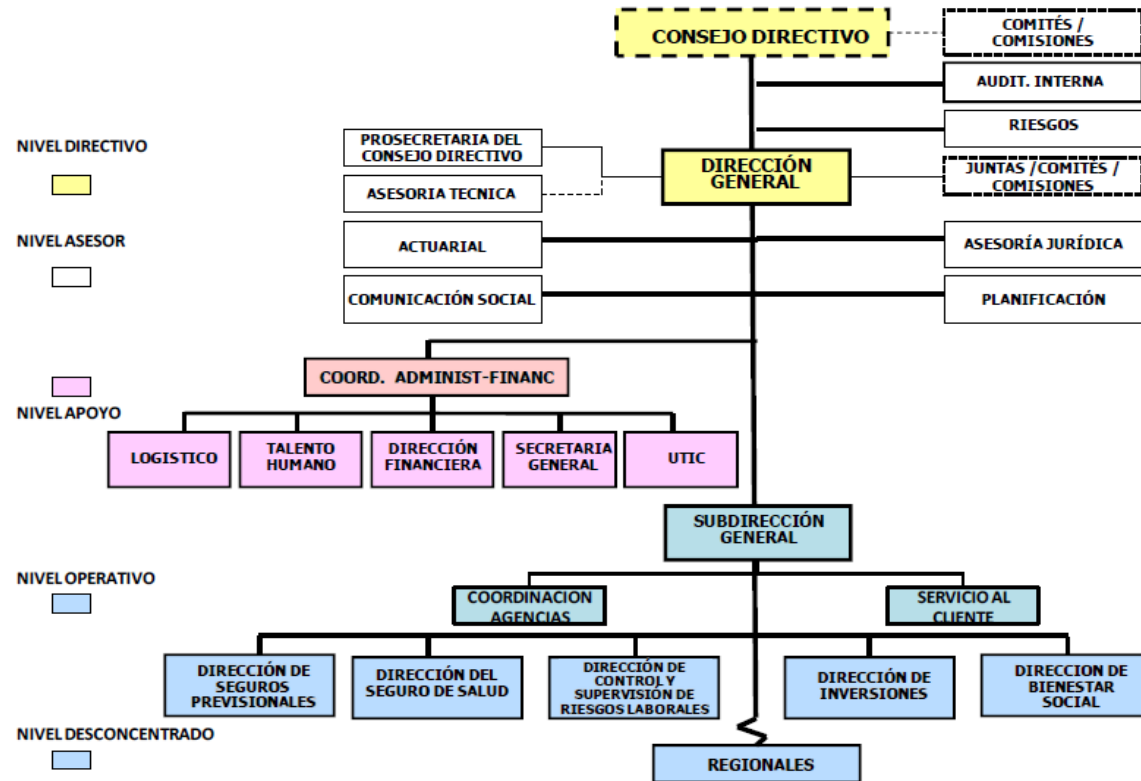 CONSEJO DIRECTIVO
COMITÉS /
COMISIONES
AUDIT. INTERNA
RIESGOS
NIVEL DIRECTIVO
PROSECRETARIA DEL
CONSEJO DIRECTIVO
DIRECCIÓN
GENERAL
JUNTAS /COMITÉS /
COMISIONES
ASESORIA TECNICA
NIVEL ASESOR
ACTUARIAL
ASESORÍA JURÍDICA
COMUNICACIÓN SOCIAL
PLANIFICACIÓN
COORD. ADMINIST-FINANC
NIVEL APOYO
LOGISTICO
TALENTO
HUMANO
DIRECCIÓN
FINANCIERA
SECRETARIA
GENERAL
UTIC
SUBDIRECCIÓN
GENERAL
NIVEL OPERATIVO
COORDINACION
AGENCIAS
SERVICIO AL
CLIENTE
DIRECCIÓN DE
SEGUROS
PREVISIONALES
DIRECCIÓN DEL
SEGURO DE SALUD
DIRECCIÓN DE
CONTROL Y
SUPERVISIÓN DE
RIESGOS LABORALES
DIRECCIÓN DE
INVERSIONES
DIRECCION DE
BIENESTAR
SOCIAL
NIVEL DESCONCENTRADO
REGIONALES